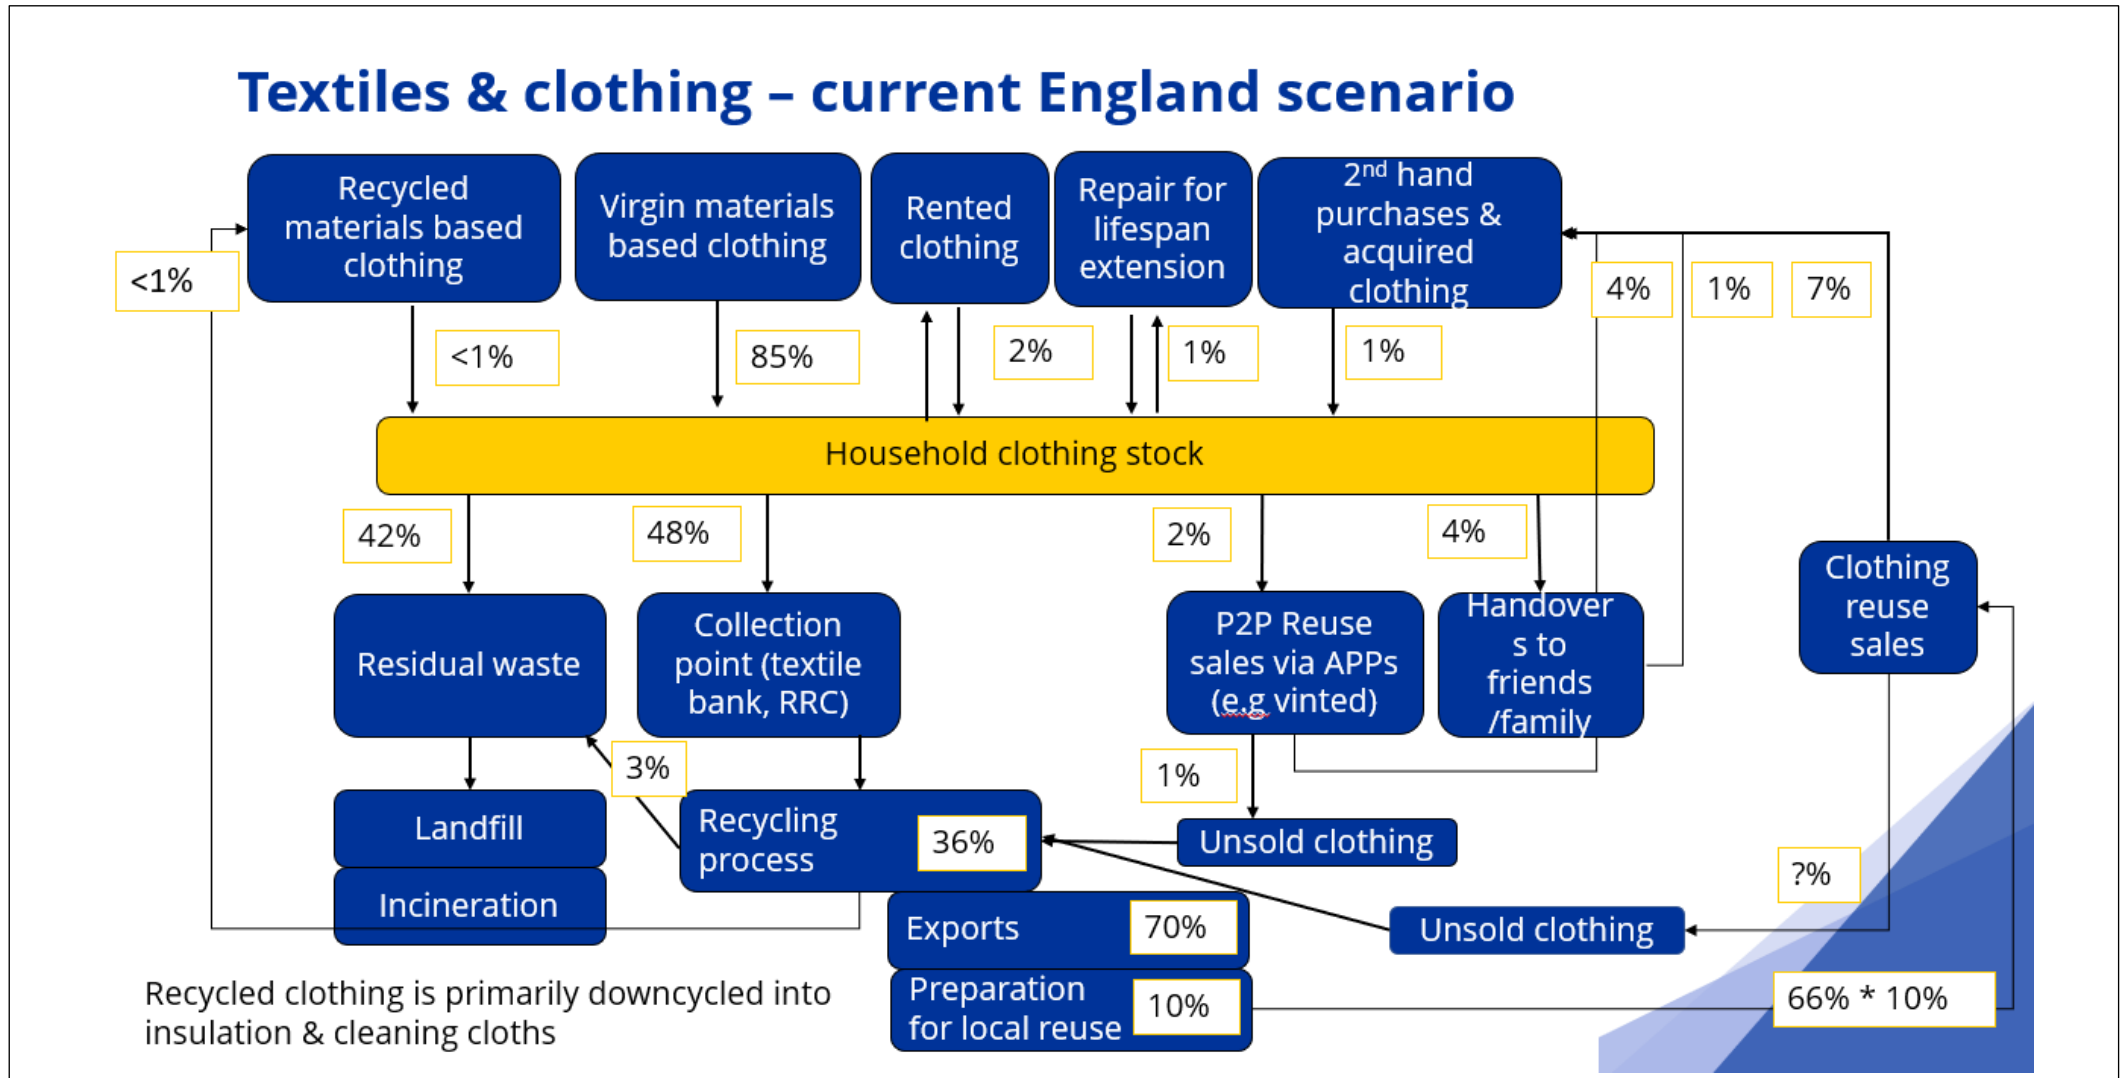 Textiles & clothing – current England scenario
Recycled
materials based
clothing
Virgin materials
based clothing
Rented
clothing
Repair for
lifespan
extension
2nd hand
purchases &
acquired
clothing
<1%
4%
1%
7%
<1%
85%
2%
1%
1%
Household clothing stock
42%
48%
2%
4%
Residual waste
Collection
point (textile
bank, RRC)
P2P Reuse
sales via APPs
(e.g vinted)
Handover
s to
friends
/family
Clothing
reuse
sales
3%
1%
Landfill
Recycling
process
36%
Unsold clothing
?%
Incineration
Exports
70%
Unsold clothing
Preparation
for local reuse
10%
66% * 10%
Recycled clothing is primarily downcycled into
insulation & cleaning cloths